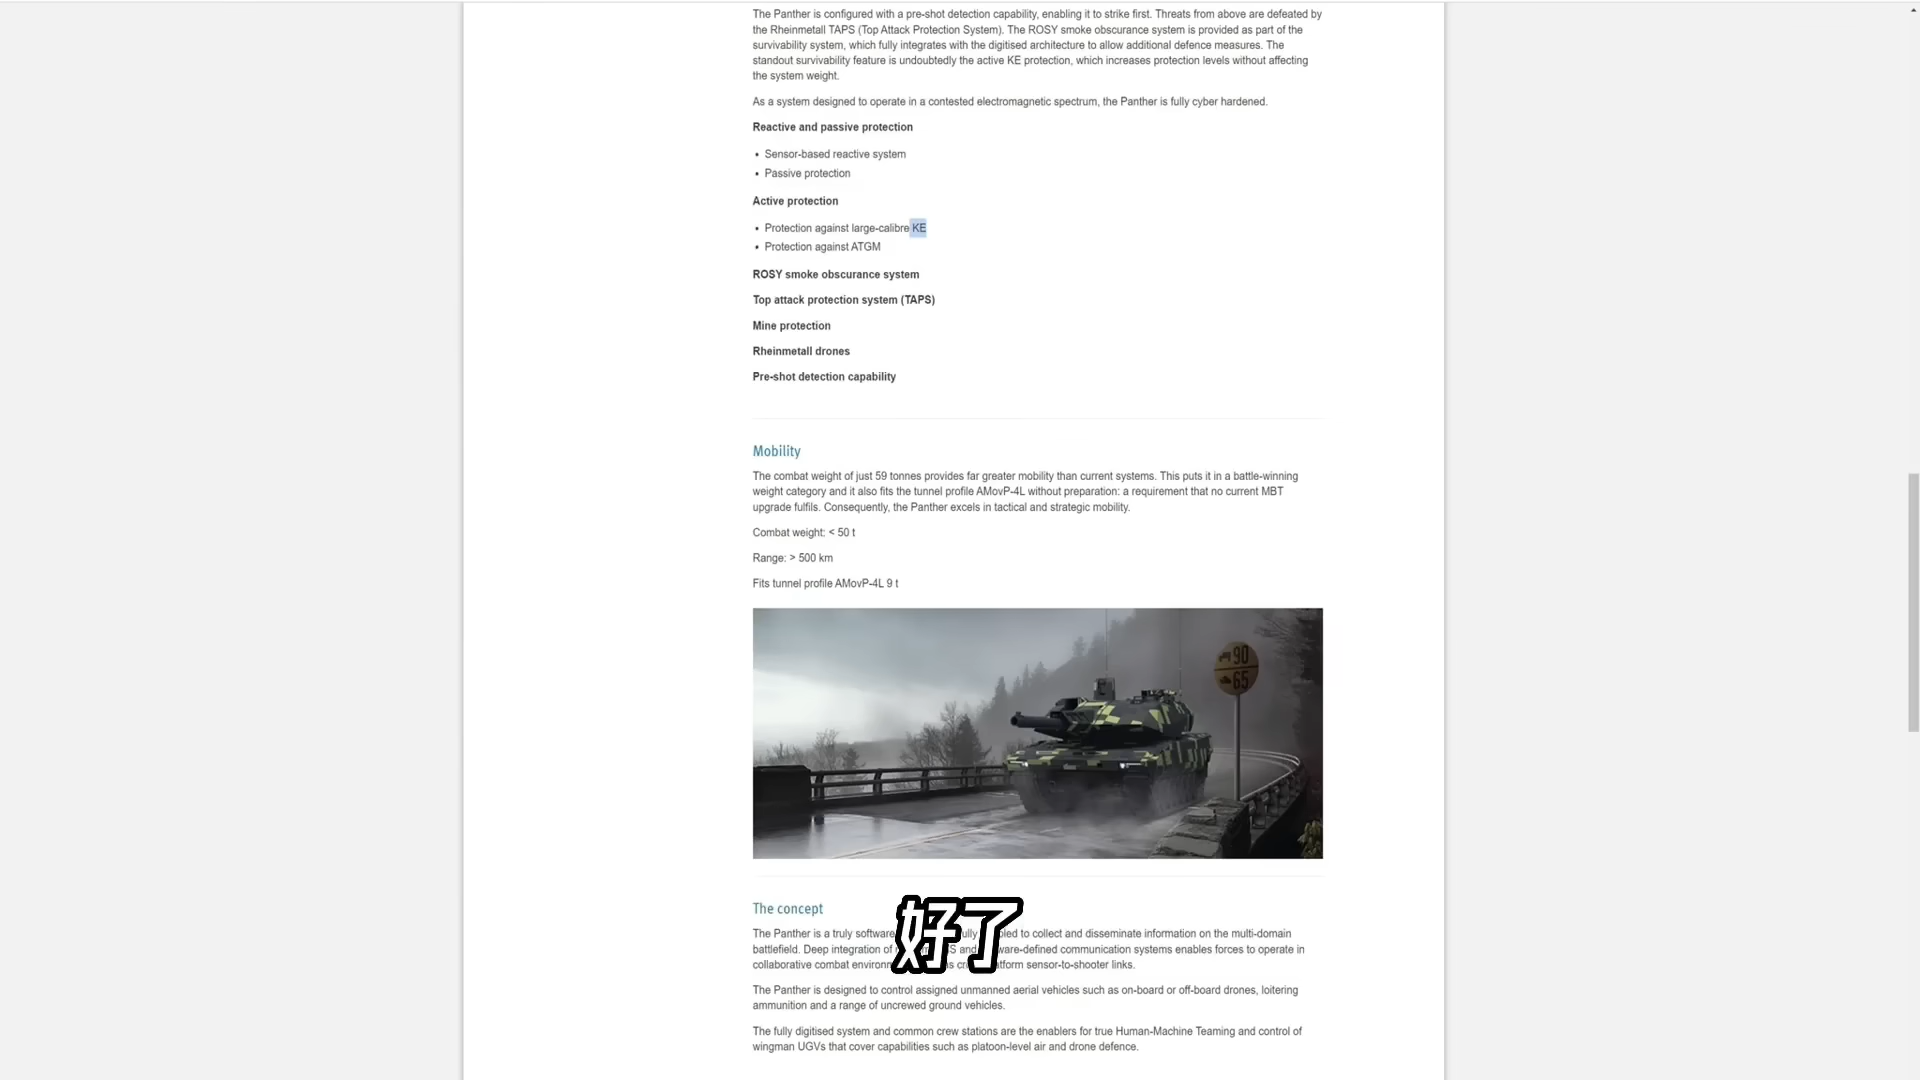 The Panther is configured with a pre-shot detection capability, enabling it to strike first. Threats from above are defeated by
the Rheinmetall TAPS (Top Attack Protection System). The ROSY smoke obscurance system is provided as part of the
survivability system, which fully integrates with the digitised architecture to allow additional defence measures. The
standout survivability feature is undoubtedly the active KE protection, which increases protection levels without affecting
the system weight.
As a system designed to operate in a contested electromagnetic spectrum, the Panther is fully cyber hardened.
Reactive and passive protection
• Sensor-based reactive system
• Passive protection
Active protection
• Protection against large-calibre KE
• Protection against ATGM
ROSY smoke obscurance system
Top attack protection system (TAPS)
Mine protection
Rheinmetall drones
Pre-shot detection capability
Mobility
The combat weight of just 59 tonnes provides far greater mobility than current systems. This puts it in a battle-winning
weight category and it also fits the tunnel profile AMovP-4L without preparation: a requirement that no current MBT
upgrade fulfils. Consequently, the Panther excels in tactical and strategic mobility.
Combat weight: < 50 t
Range: > 500 km
Fits tunnel profile AMovP-4L 9 t
90
65
The concept
The Panther is a truly software to collect and disseminate information on the multi-domain
battlefield. Deep integration of and communication systems enables forces to operate in
collaborative combat sensor-to-shooter links.
好了
The Panther is designed to control assigned unmanned aerial vehicles such as on-board or off-board drones, loitering
ammunition and a range of uncrewed ground vehicles.
The fully digitised system and common crew stations are the enablers for true Human-Machine Teaming and control of
wingman UGVs that cover capabilities such as platoon-level air and drone defence.